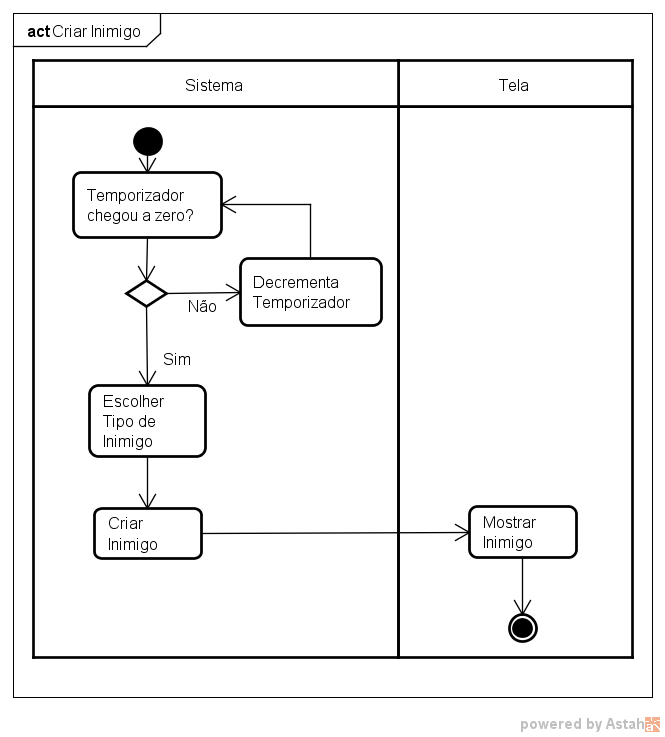 act Criar Inimigo
Sistema
Tela
Temporizador
chegou a zero?
Decrementa
Temporizador
Não
Sim
Escolher
Tipo de
Inimigo
Criar
Inimigo
Mostrar
Inimigo
powered by Astah